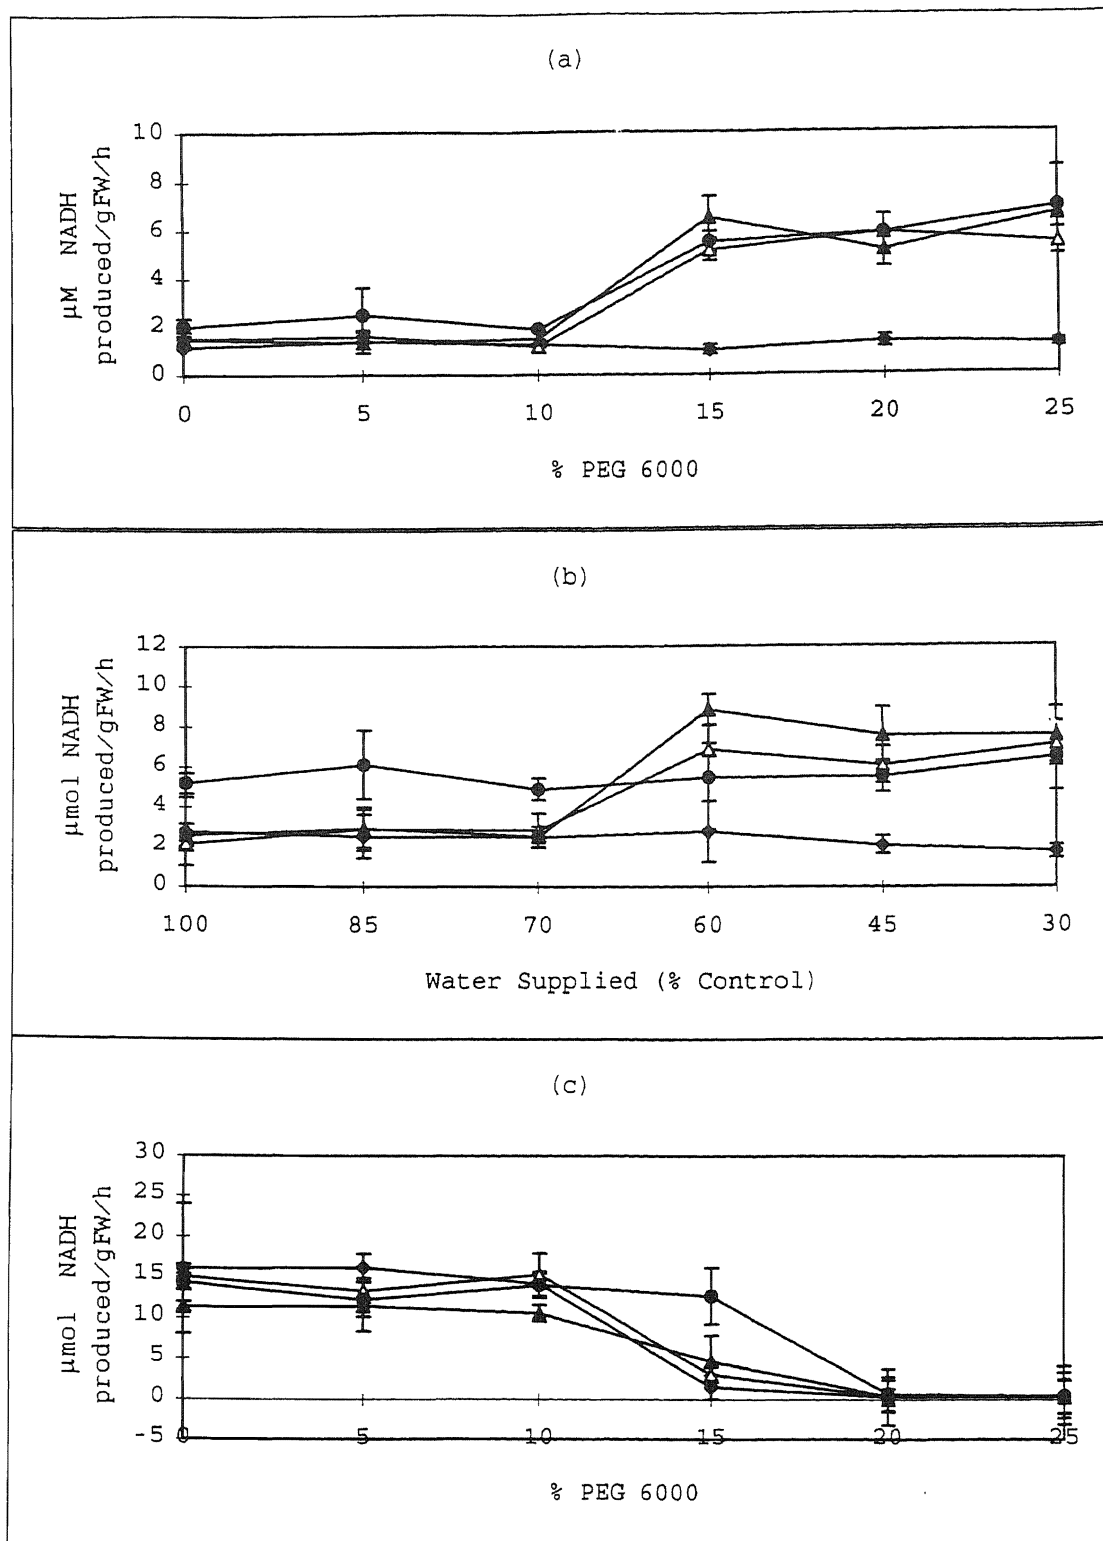 (a)
µM NADH
produced/gFW/h
10
8
6
4
2
0
0 5 10 15 20 25
% PEG 6000
(b)
µmol NADH
produced/gFW/h
12
10
8
6
4
2
0
100 85 70 60 45 30
Water Supplied (% Control)
(c)
µmol NADH
produced/gFW/h
30
25
20
15
10
5
0
-5
0 5 10 15 20 25
% PEG 6000